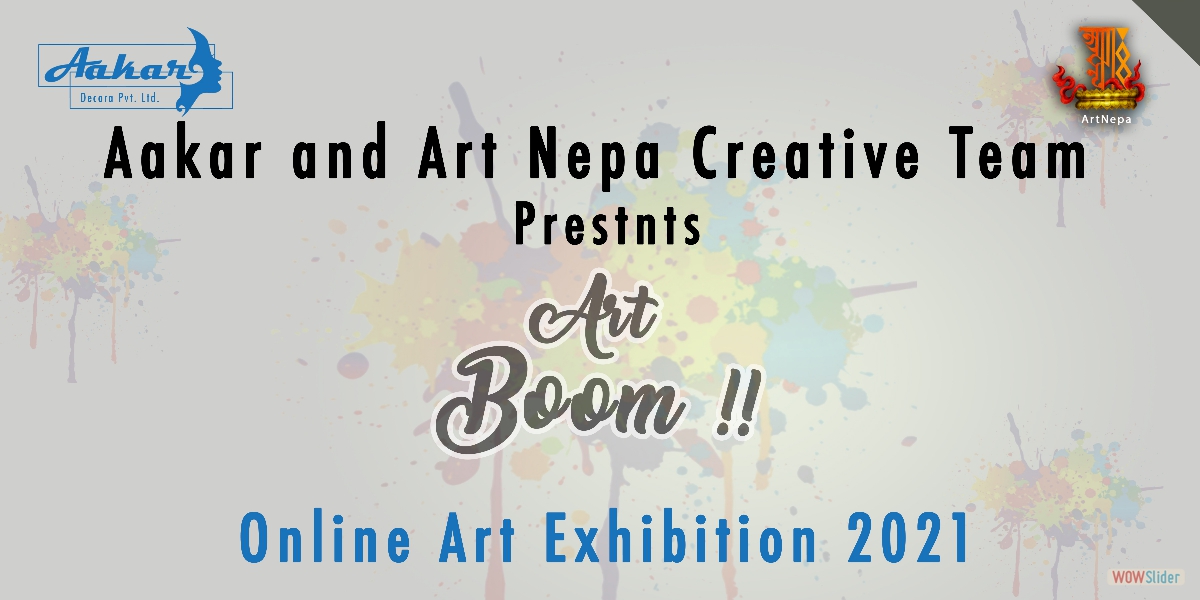 Aakar
Decora Pvt. Ltd.
ArtNepa
Aakar and Art Nepa Creative Team
Prestnts
Art
Boom !!
Online Art Exhibition 2021
WOWSlider